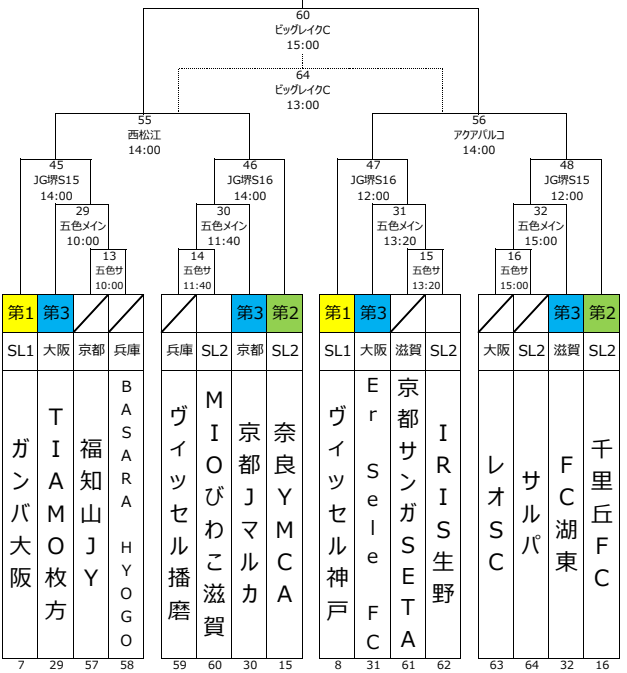 60
ビッグレイクC
15:00
64
ビッグレイクC
13:00
55
西松江
14:00
56
アクアパルコ
14:00
45
JG堺S15
14:00
46
JG堺S16
14:00
47
JG堺S16
12:00
48
JG堺S15
12:00
29
五色メイン
10:00
30
五色メイン
11:40
31
五色メイン
13:20
32
五色メイン
15:00
13
五色サ
10:00
14
五色サ
11:40
15
五色サ
13:20
16
五色サ
15:00
第1 第3 第3 第2 第1 第3 第3 第2
SL1 大阪 京都 兵庫 兵庫 SL2 京都 SL2 SL1 大阪 滋賀 SL2 大阪 SL2 滋賀 SL2
ガンバ大阪
TIAMO枚方
福知山JY
BASARA HYOGO
ヴィッセル播磨
MIOびわこ滋賀
京都Jマルカ
奈良YMCA
ヴィッセル神戸
Er Sele FC
京都サンガSETA
IRIS生野
レオSC
サルパ
FC湖東
千里丘FC
7 29 57 58 59 60 30 15 8 31 61 62 63 64 32 16